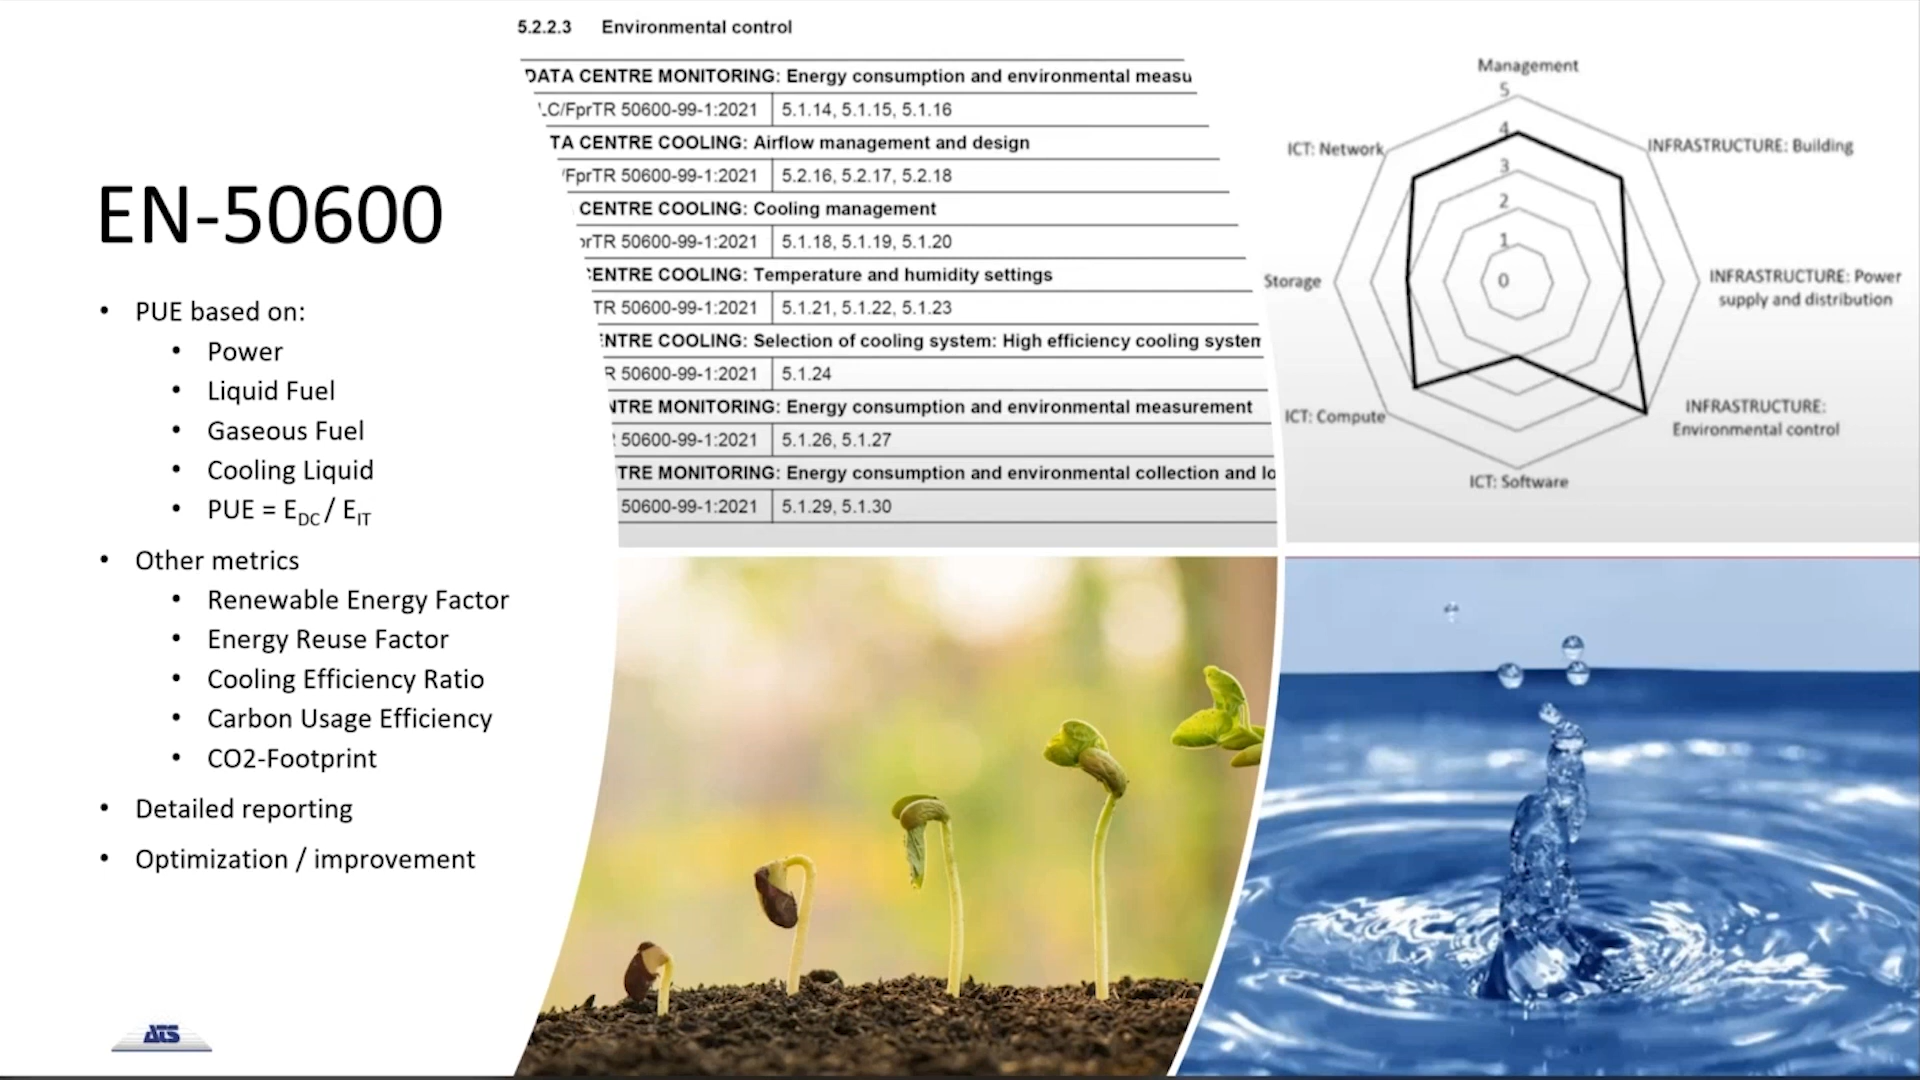 EN-50600
• PUE based on:
• Power
• Liquid Fuel
• Gaseous Fuel
• Cooling Liquid
• PUE = EDC / EIT
• Other metrics
• Renewable Energy Factor
• Energy Reuse Factor
• Cooling Efficiency Ratio
• Carbon Usage Efficiency
• CO2-Footprint
• Detailed reporting
• Optimization / improvement
ATS
5.2.2.3 Environmental control
DATA CENTRE MONITORING: Energy consumption and environmental measu
LC/FprTR 50600-99-1:2021 5.1.14, 5.1.15, 5.1.16
TA CENTRE COOLING: Airflow management and design
/FprTR 50600-99-1:2021 5.2.16, 5.2.17, 5.2.18
CENTRE COOLING: Cooling management
prTR 50600-99-1:2021 5.1.18, 5.1.19, 5.1.20
ENTRE COOLING: Temperature and humidity settings
TR 50600-99-1:2021 5.1.21, 5.1.22, 5.1.23
NTRE COOLING: Selection of cooling system: High efficiency cooling system
R 50600-99-1:2021 5.1.24
NTRE MONITORING: Energy consumption and environmental measurement
50600-99-1:2021 5.1.26, 5.1.27
TRE MONITORING: Energy consumption and environmental collection and lo
50600-99-1:2021 5.1.29, 5.1.30
Management
5
4
3
2
1
0
INFRASTRUCTURE: Building
INFRASTRUCTURE: Power
supply and distribution
INFRASTRUCTURE:
Environmental control
ICT: Software
ICT: Compute
Storage
ICT: Network